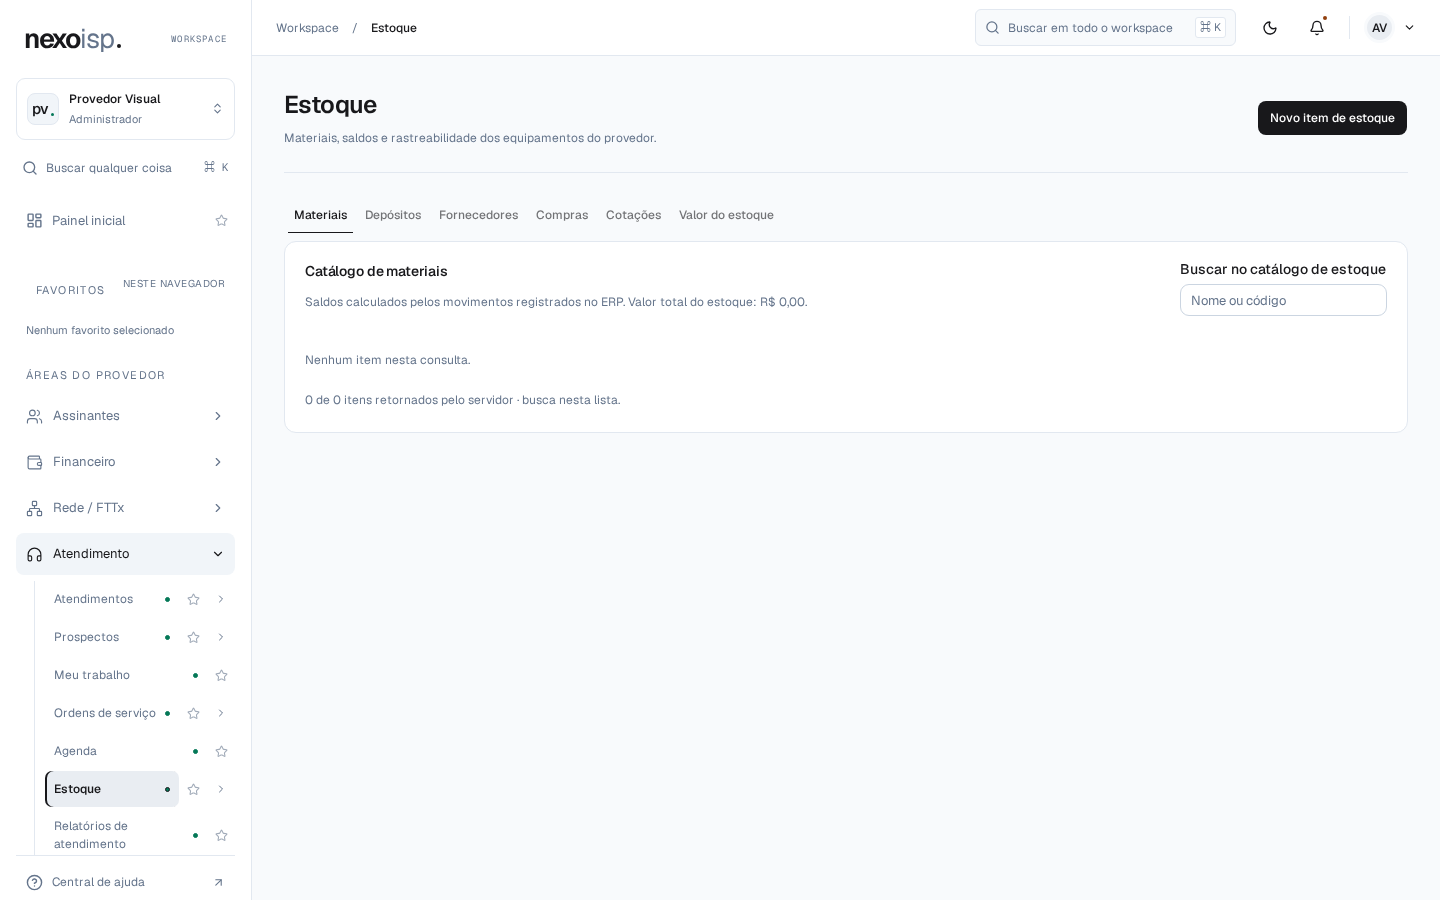 nexoisp.
WORKSPACE
pv.
Provedor Visual
Administrador
Buscar qualquer coisa
⌘ K
Painel inicial
FAVORITOS
NESTE NAVEGADOR
Nenhum favorito selecionado
ÁREAS DO PROVEDOR
Assinantes
Financeiro
Rede / FTTx
Atendimento
Atendimentos
Prospectos
Meu trabalho
Ordens de serviço
Agenda
Estoque
Relatórios de
atendimento
Central de ajuda
Workspace / Estoque
Buscar em todo o workspace
⌘ K
AV
Estoque
Materiais, saldos e rastreabilidade dos equipamentos do provedor.
Novo item de estoque
Materiais Depósitos Fornecedores Compras Cotações Valor do estoque
Catálogo de materiais
Saldos calculados pelos movimentos registrados no ERP. Valor total do estoque: R$ 0,00.
Buscar no catálogo de estoque
Nome ou código
Nenhum item nesta consulta.
0 de 0 itens retornados pelo servidor · busca nesta lista.